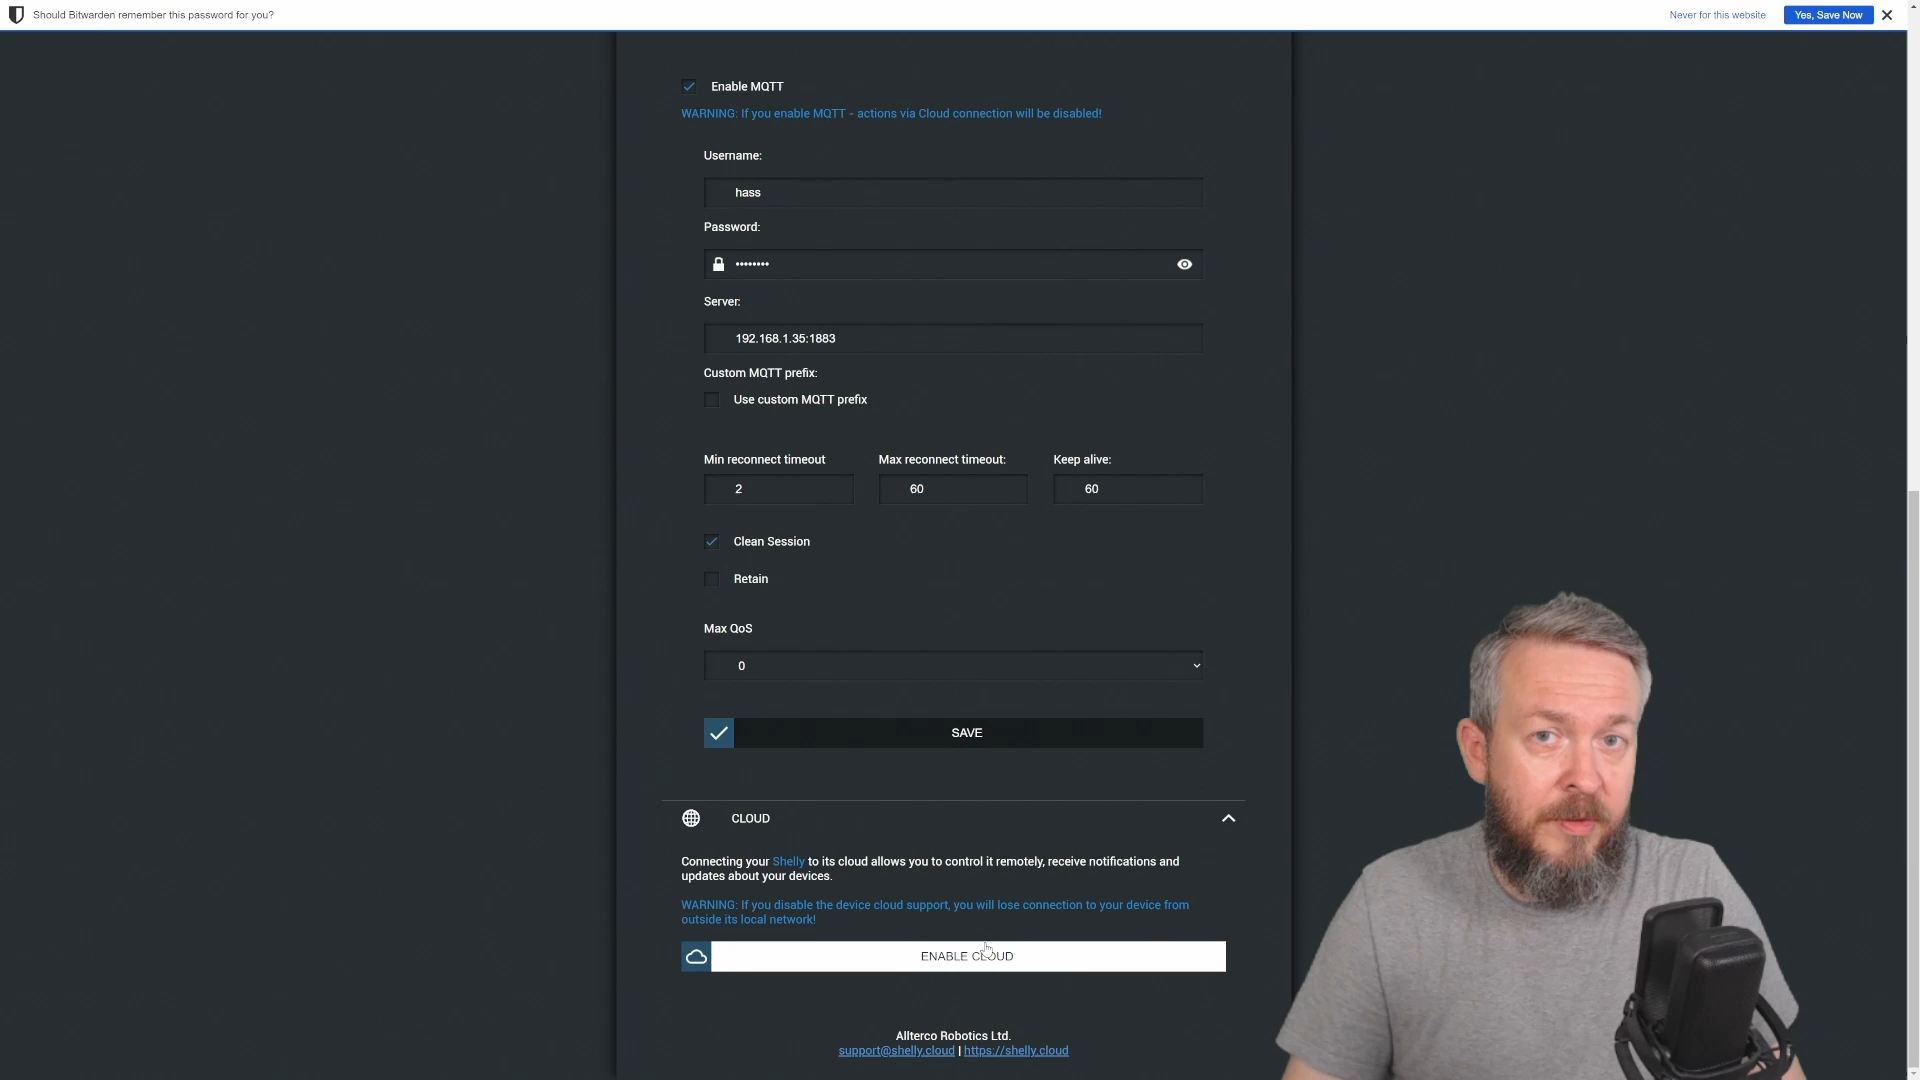 Should Bitwarden remember this password for you?
Never for this website
Yes, Save Now
Enable MQTT
WARNING: If you enable MQTT - actions via Cloud connection will be disabled!
Username:
hass
Password:
••••••••
Server:
192.168.1.35:1883
Custom MQTT prefix:
Use custom MQTT prefix
Min reconnect timeout
Max reconnect timeout:
Keep alive:
2
60
60
Clean Session
Retain
Max QoS
0
SAVE
CLOUD
Connecting your Shelly to its cloud allows you to control it remotely, receive notifications and
updates about your devices.
WARNING: If you disable the device cloud support, you will lose connection to your device from
outside its local network!
ENABLE CLOUD
Allterco Robotics Ltd.
support@shelly.cloud | https://shelly.cloud